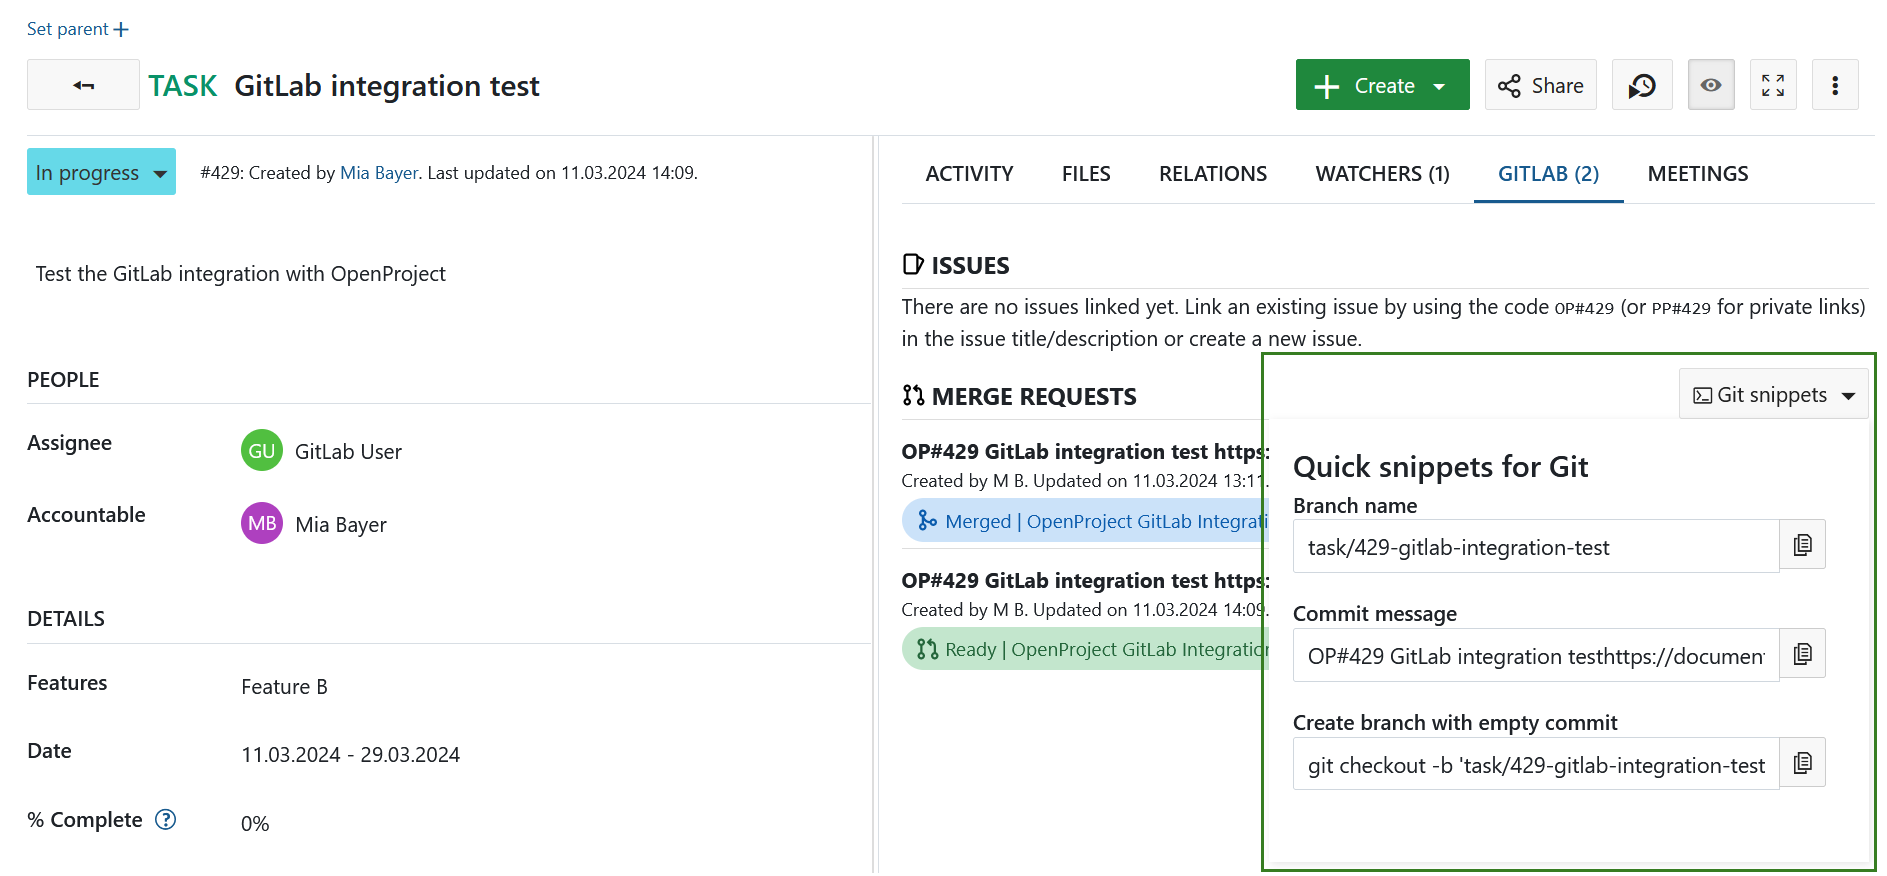 Set parent +
TASK GitLab integration test
Create
Share
In progress
#429: Created by Mia Bayer. Last updated on 11.03.2024 14:09.
Test the GitLab integration with OpenProject
PEOPLE
Assignee
GU GitLab User
Accountable
MB Mia Bayer
DETAILS
Features
Feature B
Date
11.03.2024 - 29.03.2024
% Complete ?
0%
ACTIVITY FILES RELATIONS WATCHERS (1) GITLAB (2) MEETINGS
ISSUES
There are no issues linked yet. Link an existing issue by using the code OP#429 (or PP#429 for private links)
in the issue title/description or create a new issue.
MERGE REQUESTS
OP#429 GitLab integration test https:
Created by M B. Updated on 11.03.2024 13:11.
Merged | OpenProject GitLab Integrati
OP#429 GitLab integration test https:
Created by M B. Updated on 11.03.2024 14:09.
Ready | OpenProject GitLab Integration
Git snippets
Quick snippets for Git
Branch name
task/429-gitlab-integration-test
Commit message
OP#429 GitLab integration testhttps://documen
Create branch with empty commit
git checkout -b 'task/429-gitlab-integration-test